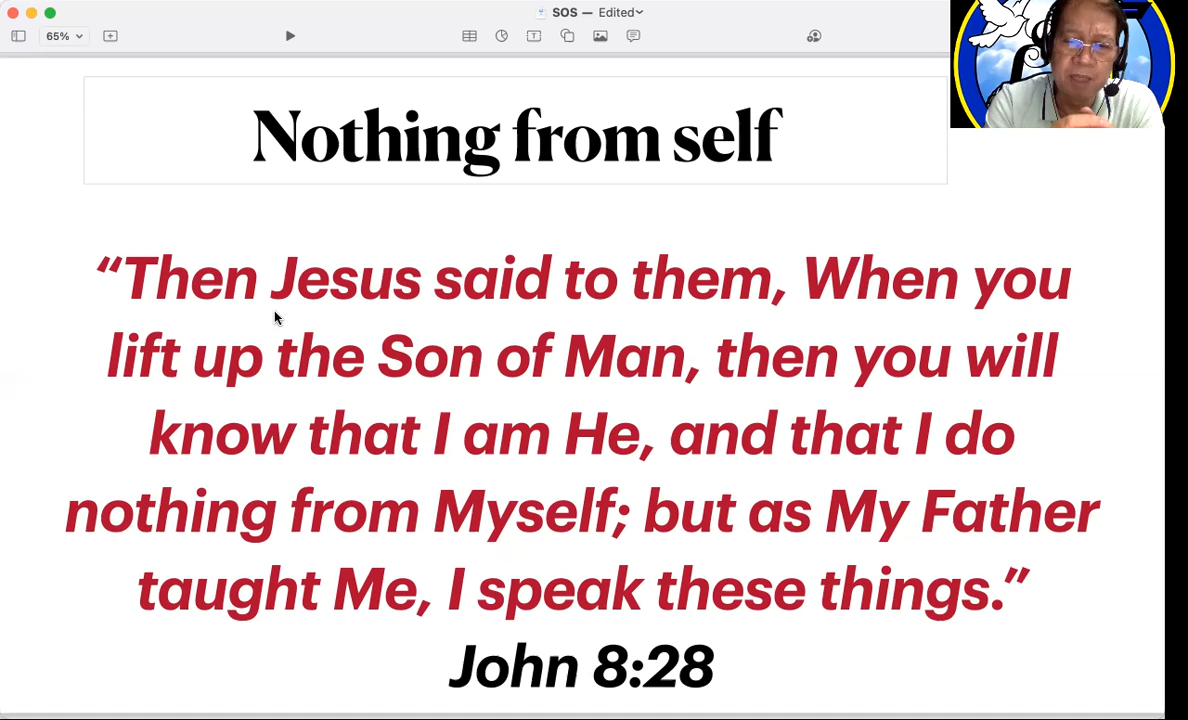 SOS — Edited
65%
Nothing from self
“Then Jesus said to them, When you
lift up the Son of Man, then you will
know that I am He, and that I do
nothing from Myself; but as My Father
taught Me, I speak these things.”
John 8:28